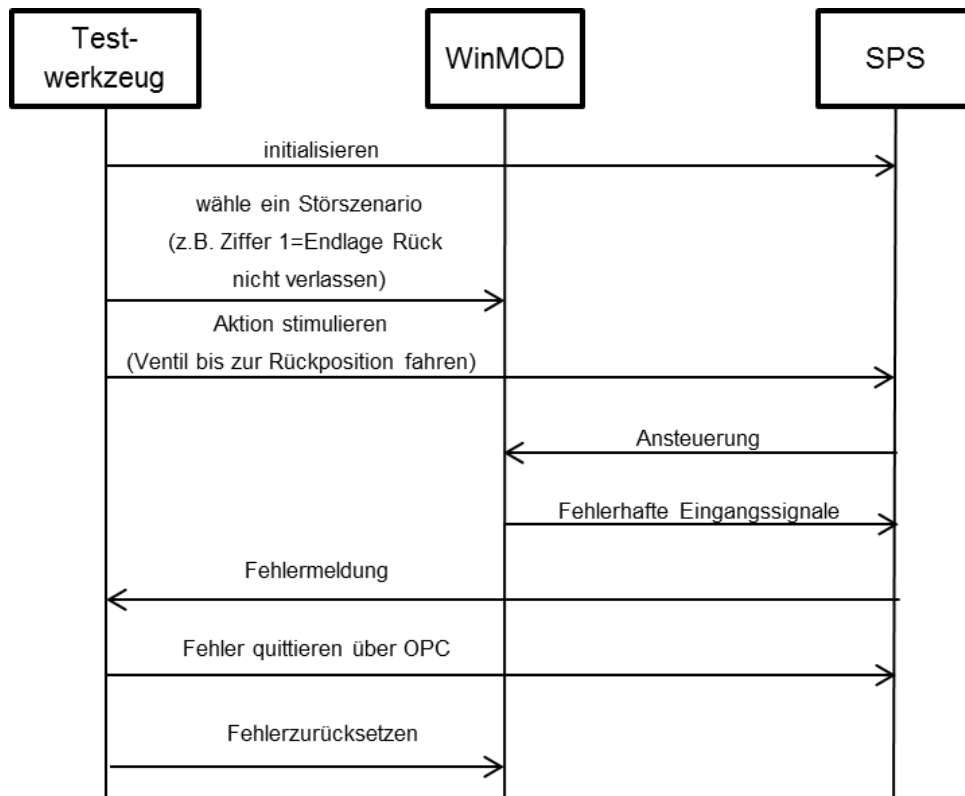 Test-
werkzeug
WinMOD
SPS
initialisieren
wähle ein Störszenario
(z.B. Ziffer 1=Endlage Rück
nicht verlassen)
Aktion stimulieren
(Ventil bis zur Rückposition fahren)
Ansteuerung
Fehlerhafte Eingangssignale
Fehlermeldung
Fehler quittieren über OPC
Fehlerzurücksetzen